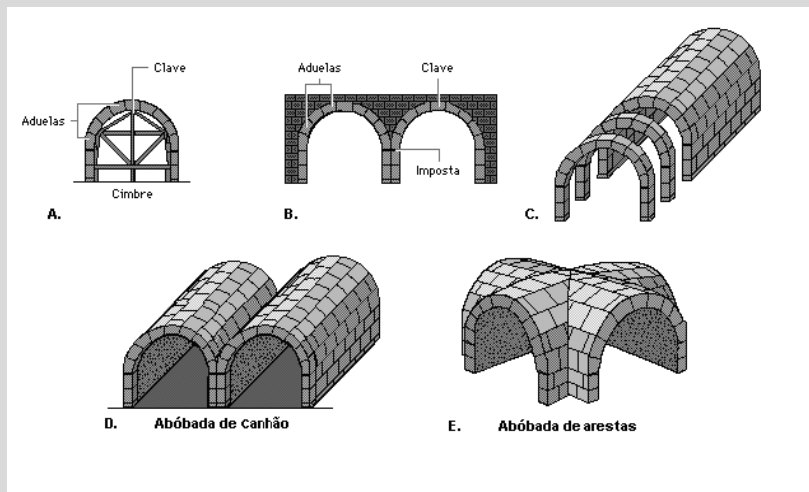 Clave
Aduelas
Cimbre
A.
Aduelas
Clave
Imposta
B.
C.
D. Abóbada de Canhão
E. Abóbada de arestas